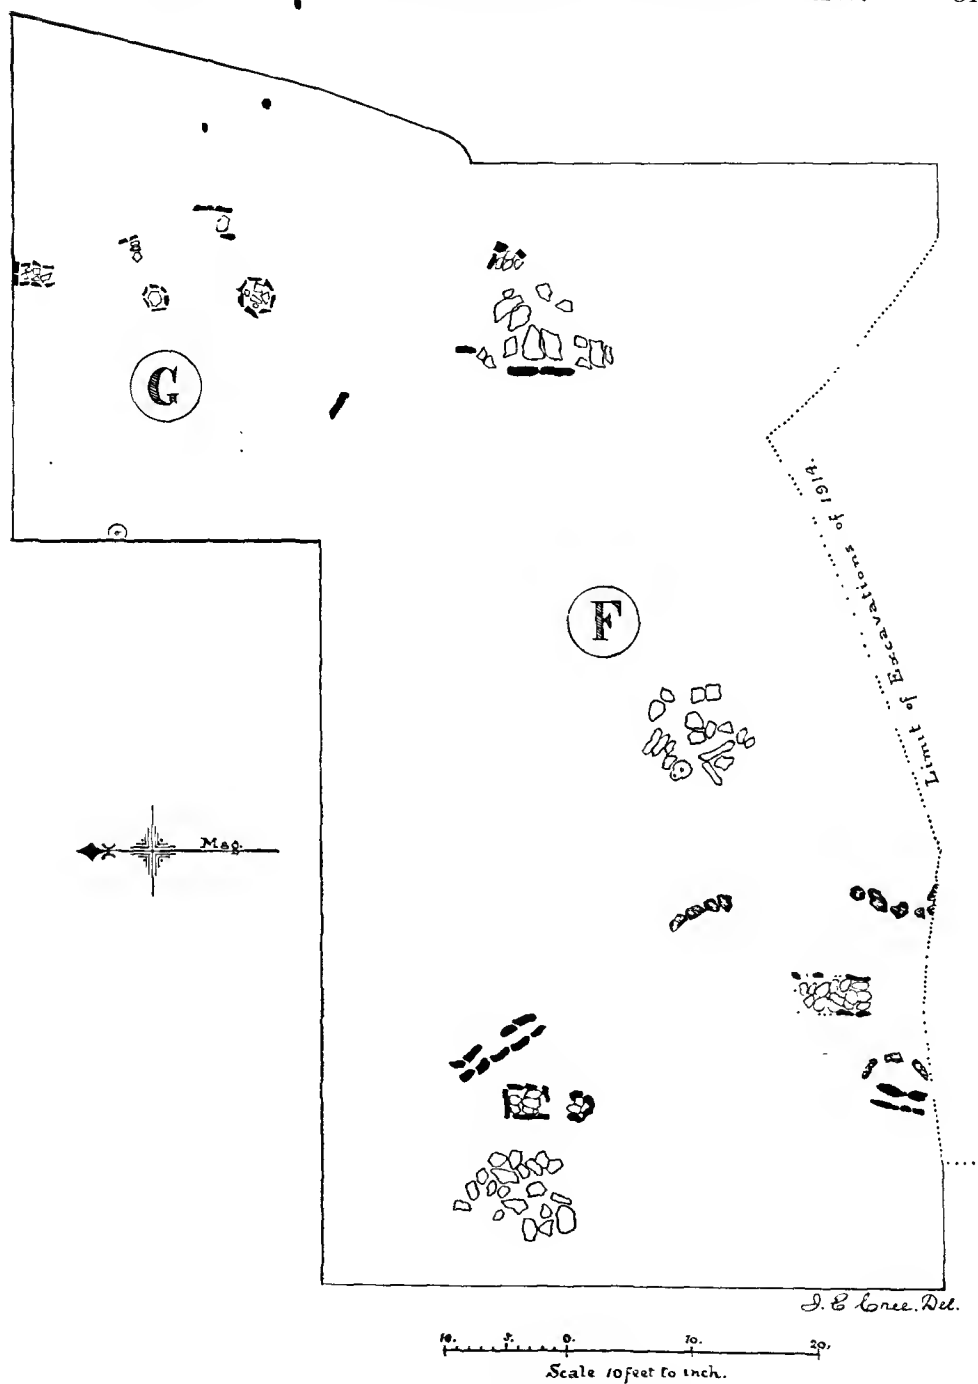 G
F
Limit of Excavations of 1914.
Mag.
J. E. Cree. Del.
10. 5. 0. 10. 20.
Scale 10 feet to inch.